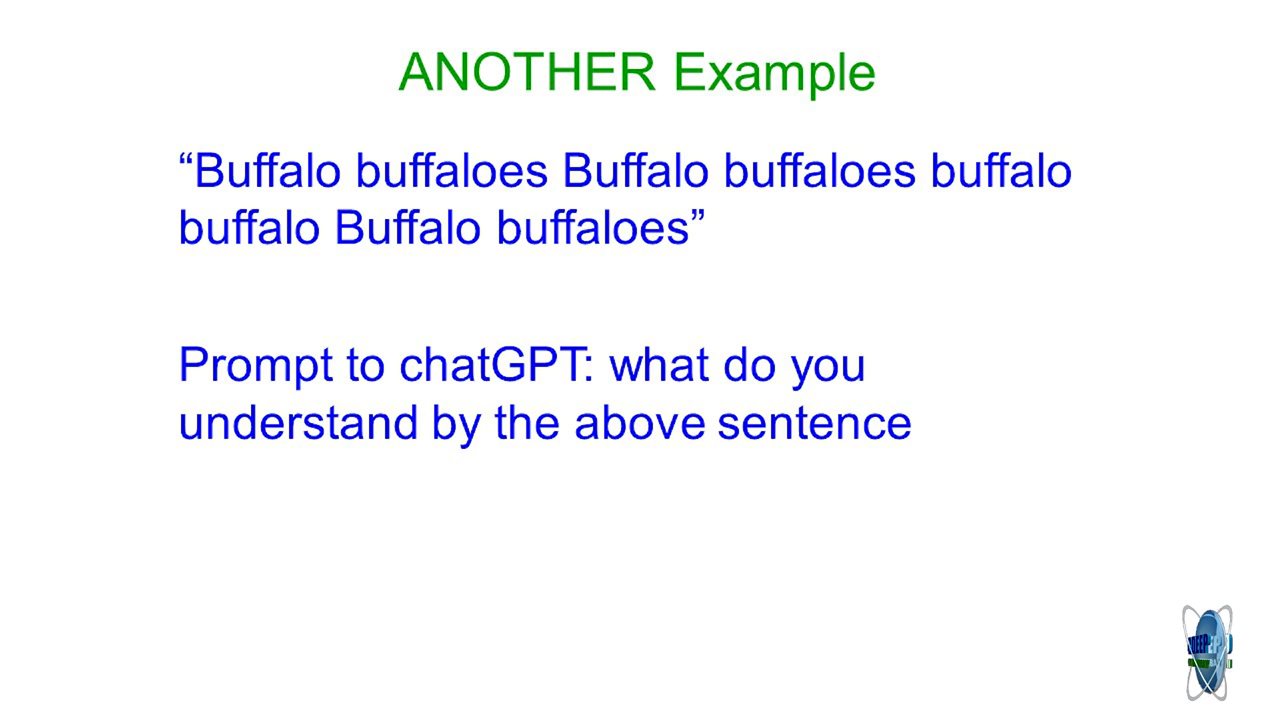 ANOTHER Example
“Buffalo buffaloes Buffalo buffaloes buffalo
buffalo Buffalo buffaloes”
Prompt to chatGPT: what do you
understand by the above sentence